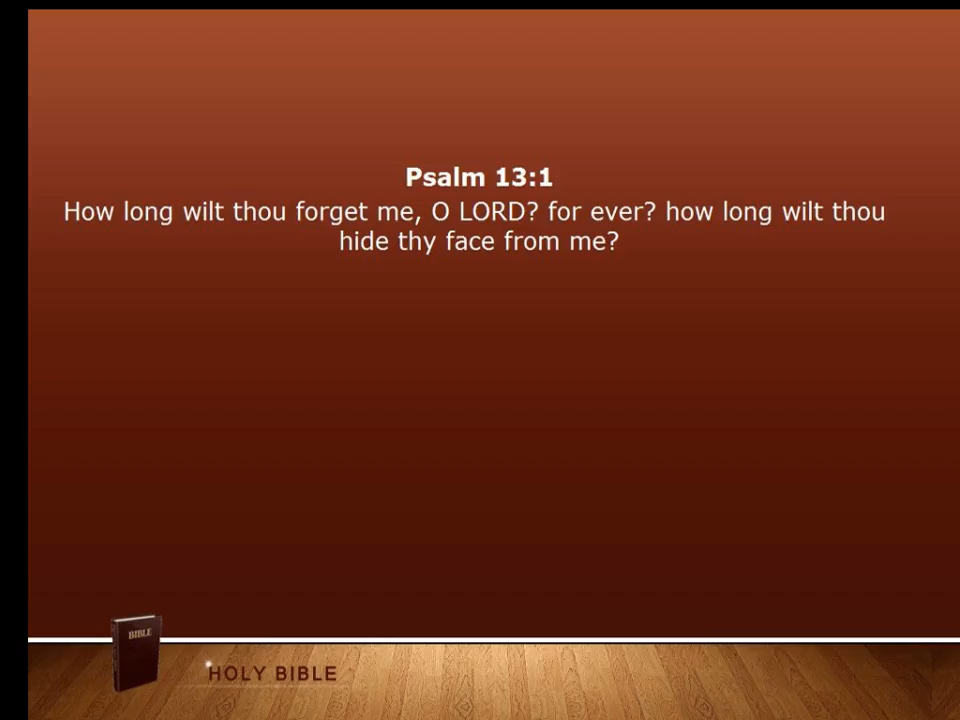 Psalm 13:1
How long wilt thou forget me, O LORD? for ever? how long wilt thou
hide thy face from me?
BIBLE
HOLY BIBLE